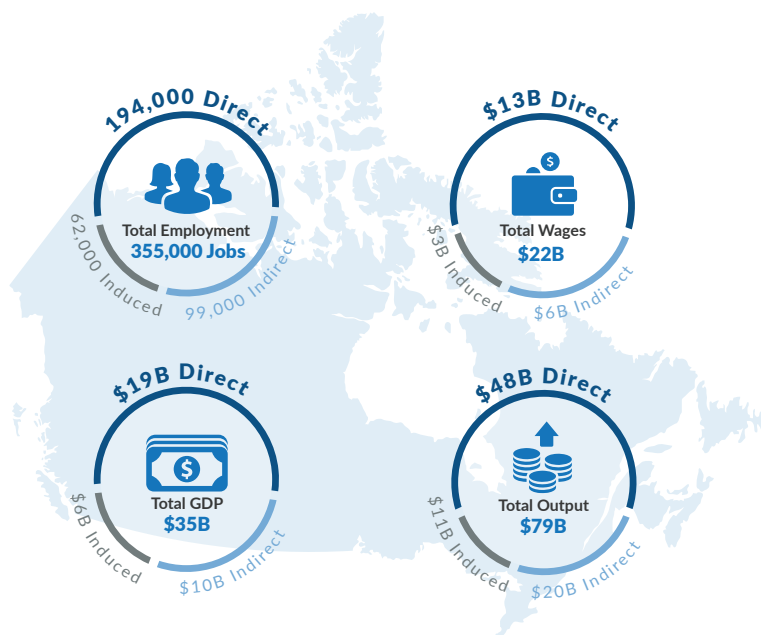 194,000 Direct
Total Employment
355,000 Jobs
62,000 Induced
99,000 Indirect
$13B Direct
$
Total Wages
$22B
$3B Induced
$6B Indirect
$19B Direct
$
Total GDP
$35B
$6B Induced
$10B Indirect
$48B Direct
Total Output
$79B
$11B Induced
$20B Indirect